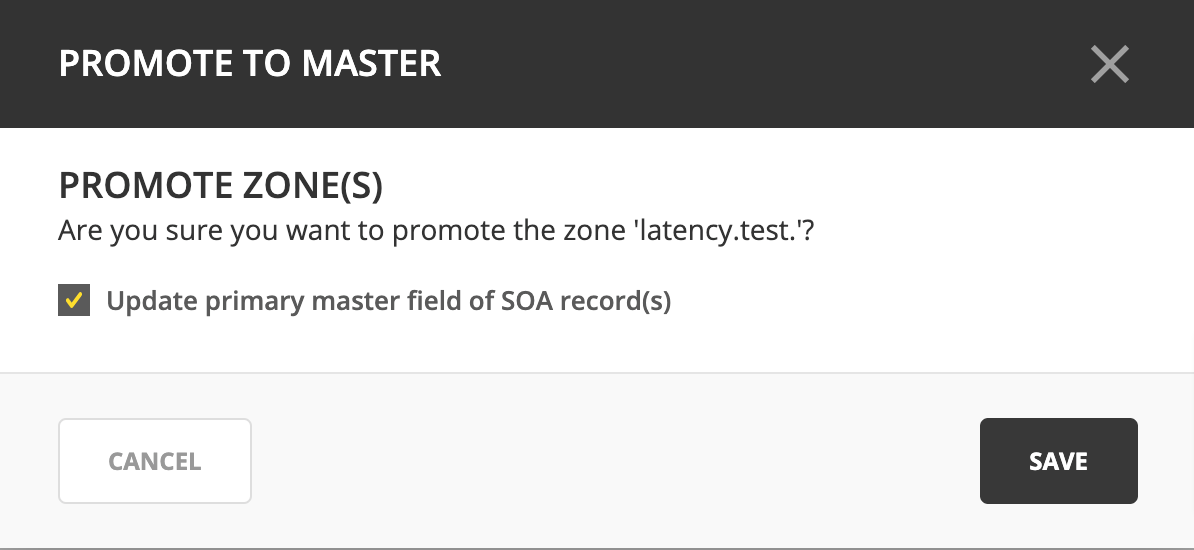 PROMOTE TO MASTER
PROMOTE ZONE(S)
Are you sure you want to promote the zone 'latency.test.'?
Update primary master field of SOA record(s)
CANCEL
SAVE